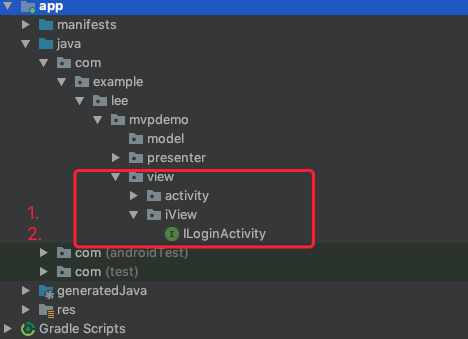 app
manifests
java
com
example
lee
mvpdemo
model
presenter
view
activity
1. iView
2. I ILoginActivity
com (androidTest)
com (test)
generatedJava
res
Gradle Scripts